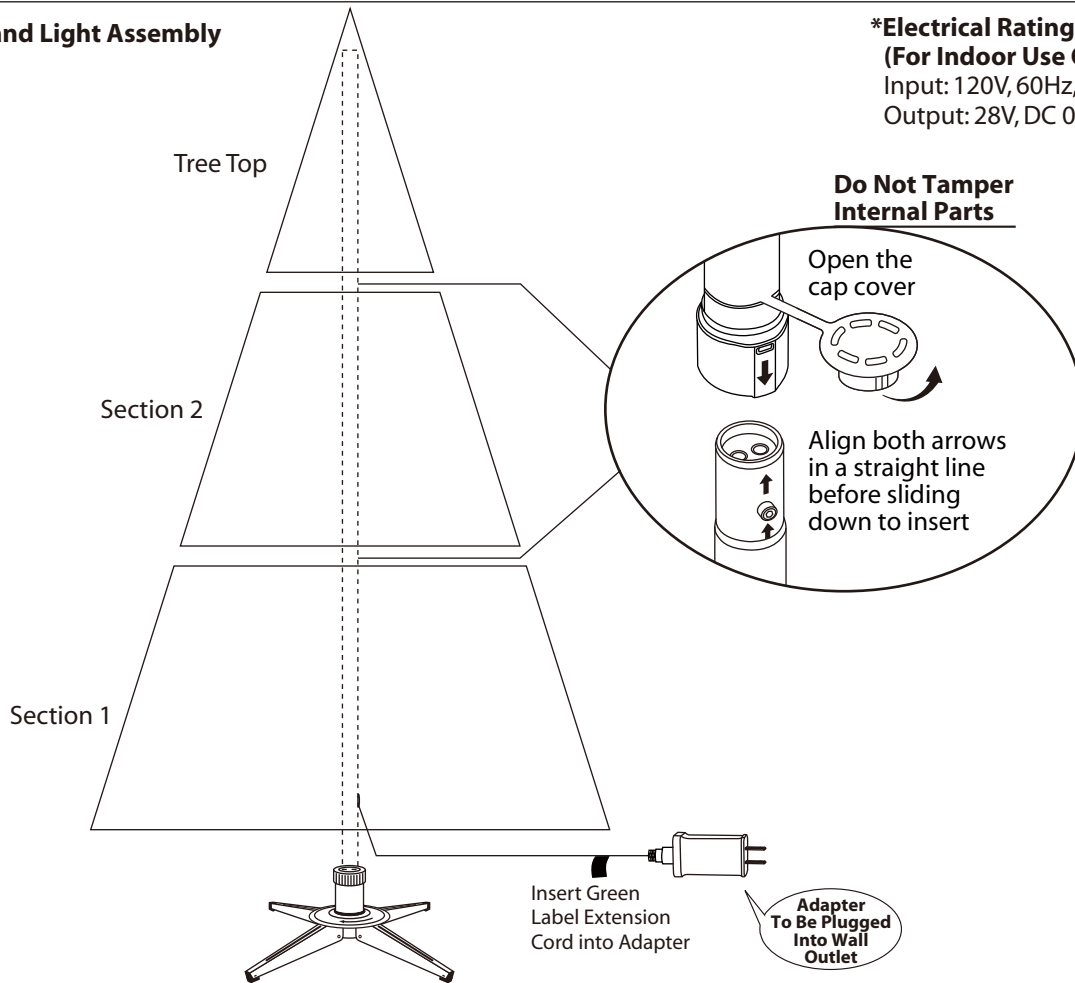 and Light Assembly
*Electrical Rating
(For Indoor Use
Input: 120V, 60Hz,
Output: 28V, DC 0
Tree Top
Do Not Tamper
Internal Parts
Open the
cap cover
Section 2
Align both arrows
in a straight line
before sliding
down to insert
Section 1
Insert Green
Label Extension
Cord into Adapter
Adapter
To Be Plugged
Into Wall
Outlet